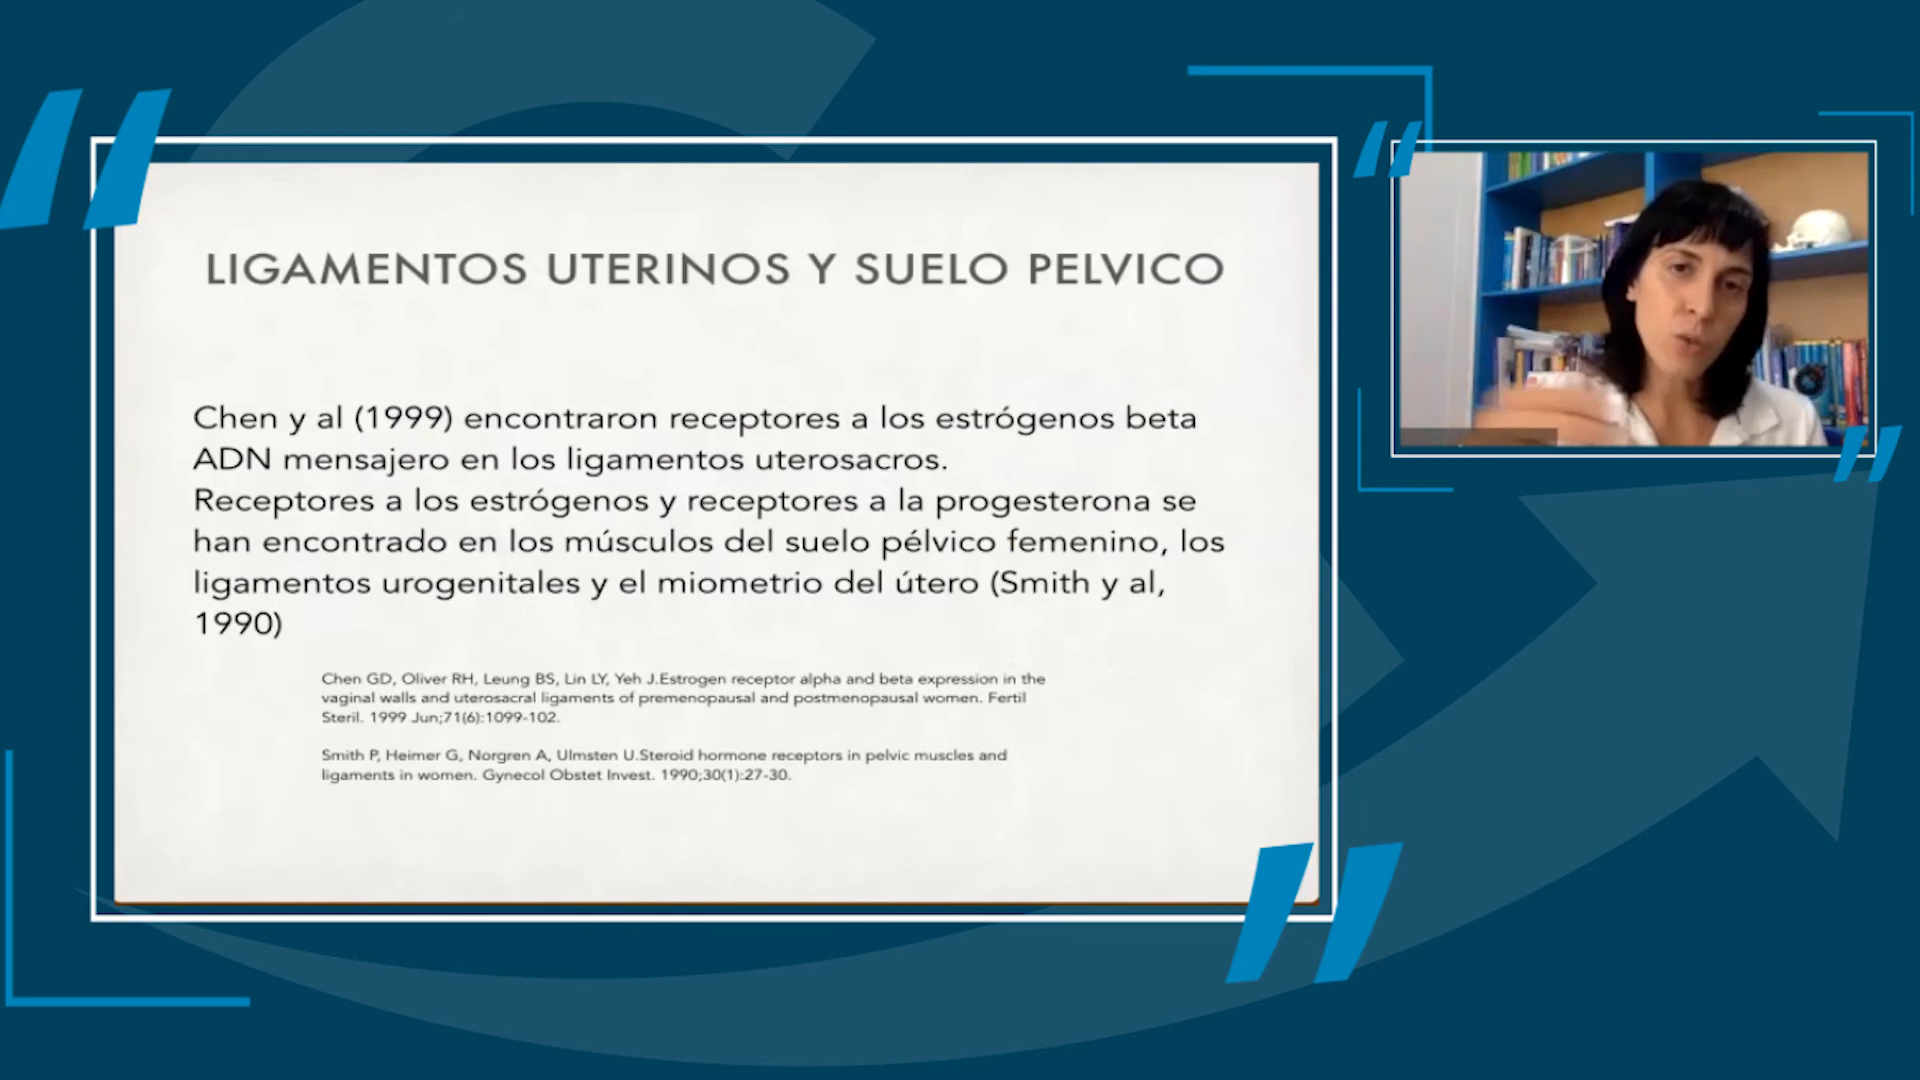 LIGAMENTOS UTERINOS Y SUELO PELVICO
Chen y al (1999) encontraron receptores a los estrógenos beta
ADN mensajero en los ligamentos uterosacros.
Receptores a los estrógenos y receptores a la progesterona se
han encontrado en los músculos del suelo pélvico femenino, los
ligamentos urogenitales y el miometrio del útero (Smith y al,
1990)
Chen GD, Oliver RH, Leung BS, Lin LY, Yeh J.Estrogen receptor alpha and beta expression in the
vaginal walls and uterosacral ligaments of premenopausal and postmenopausal women. Fertil
Steril. 1999 Jun;71(6):1099-102.
Smith P, Heimer G, Norgren A, Ulmsten U.Steroid hormone receptors in pelvic muscles and
ligaments in women. Gynecol Obstet Invest. 1990;30(1):27-30.